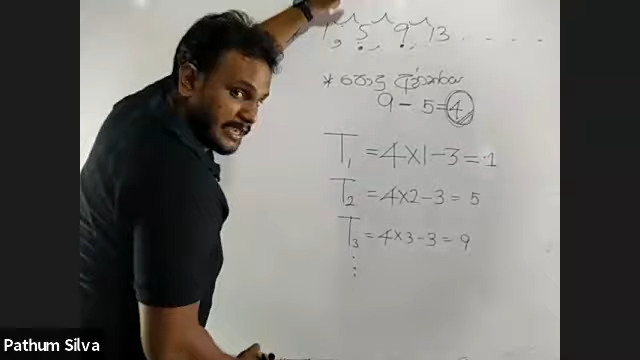 1, 5, 9, 13 - - - -
* පොදු අන්තරය
9 - 5 = 4
T₁ = 4×1-3 = 1
T₂ = 4×2-3 = 5
T₃ = 4×3-3 = 9
⋮
Pathum Silva